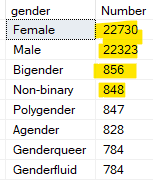 gender Number
Female 22730
Male 22323
Bigender 856
Non-binary 848
Polygender 847
Agender 828
Genderqueer 784
Genderfluid 784